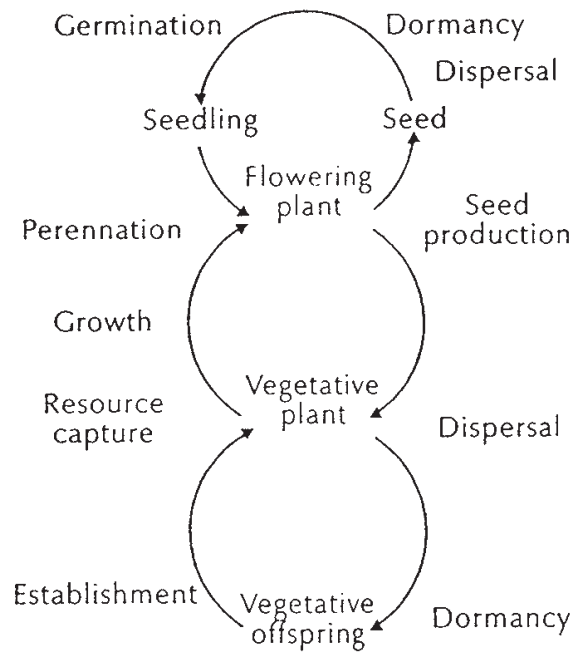 Germination
Dormancy
Dispersal
Seedling
Seed
Flowering
plant
Perennation
Seed
production
Growth
Vegetative
plant
Resource
capture
Dispersal
Establishment
Vegetative
offspring
Dormancy